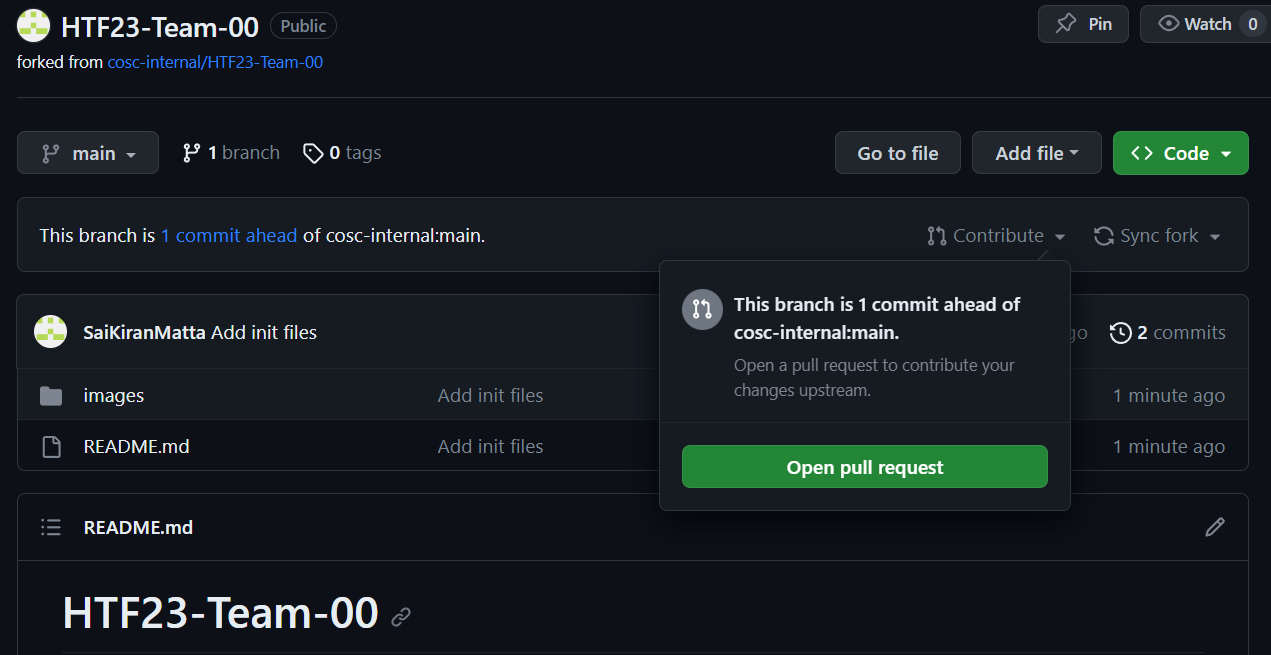 HTF23-Team-00 Public Pin Watch 0
forked from cosc-internal/HTF23-Team-00
main 1 branch 0 tags Go to file Add file Code
This branch is 1 commit ahead of cosc-internal:main. Contribute Sync fork
This branch is 1 commit ahead of
cosc-internal:main.
Open a pull request to contribute your
changes upstream.
Open pull request
SaiKiranMatta Add init files go 2 commits
images Add init files 1 minute ago
README.md Add init files 1 minute ago
README.md
HTF23-Team-00